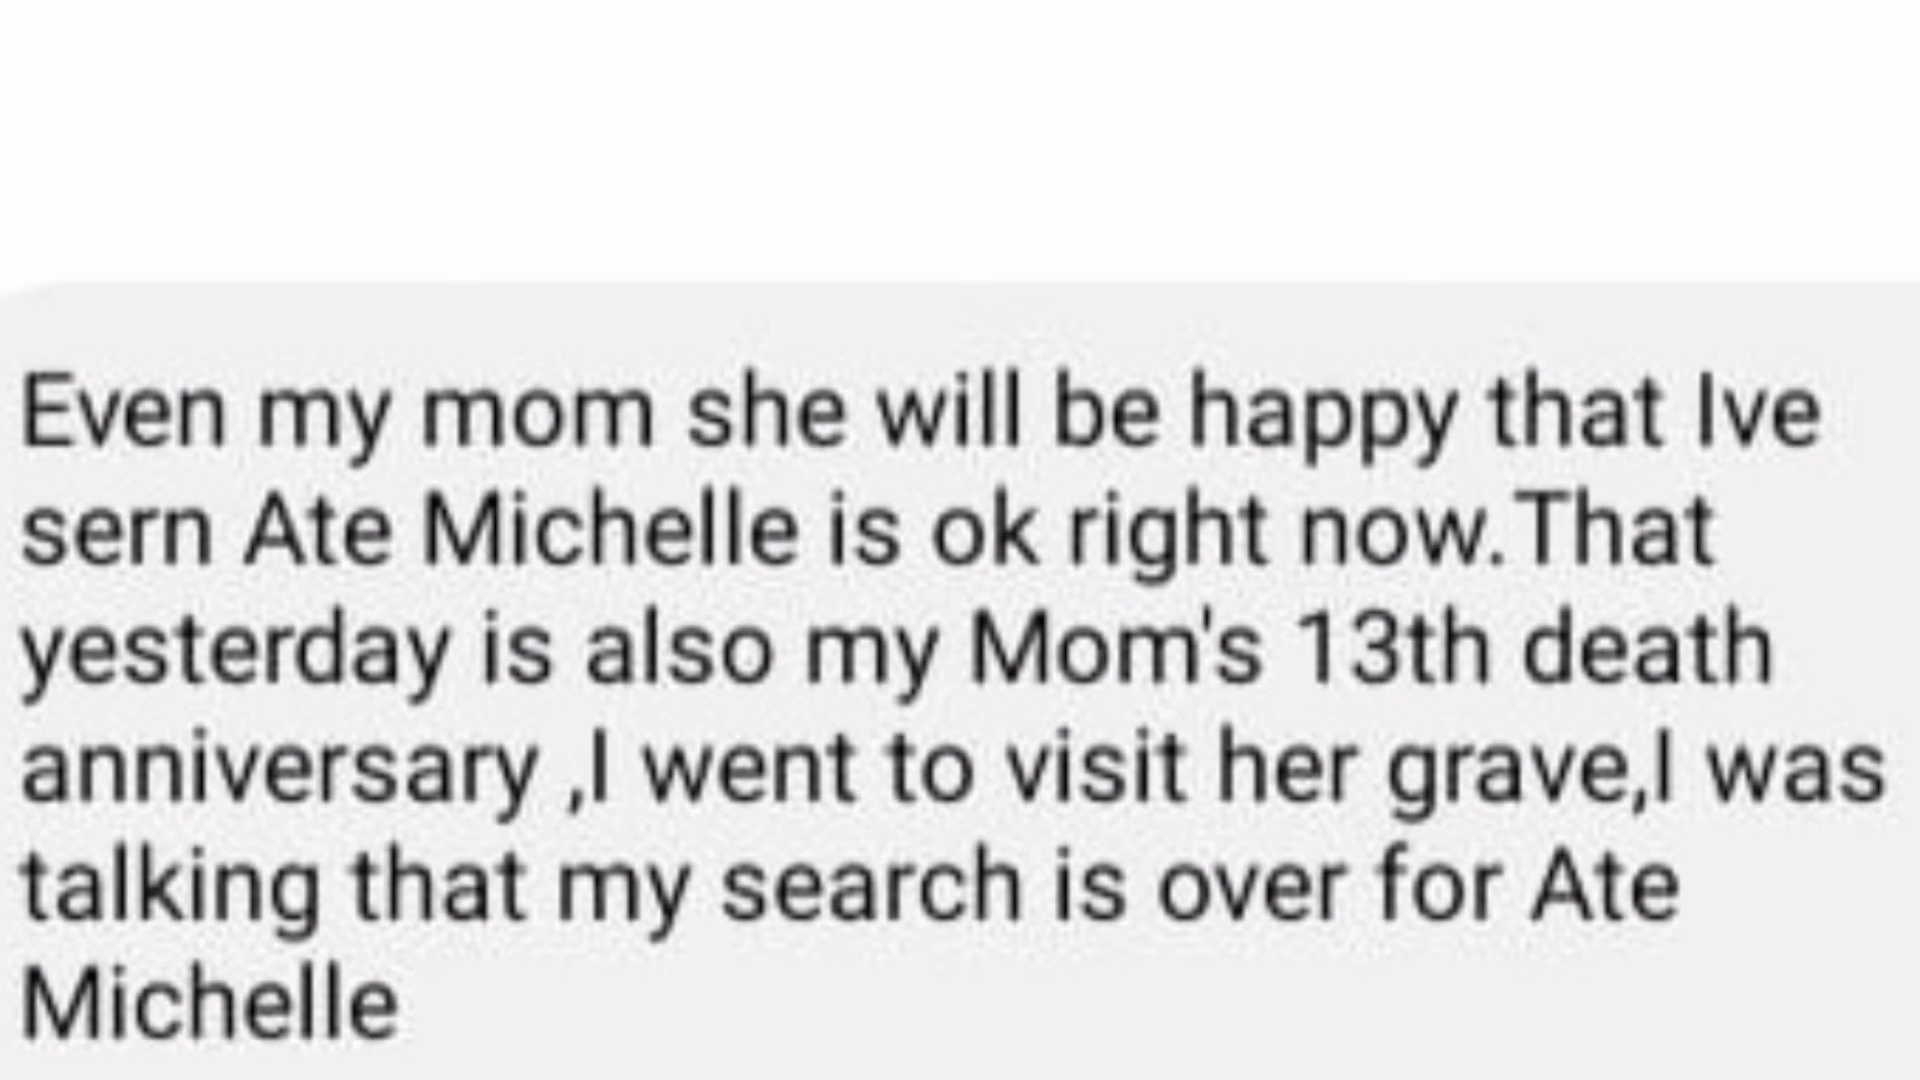 Even my mom she will be happy that Ive
sern Ate Michelle is ok right now.That
yesterday is also my Mom's 13th death
anniversary ,I went to visit her grave,I was
talking that my search is over for Ate
Michelle